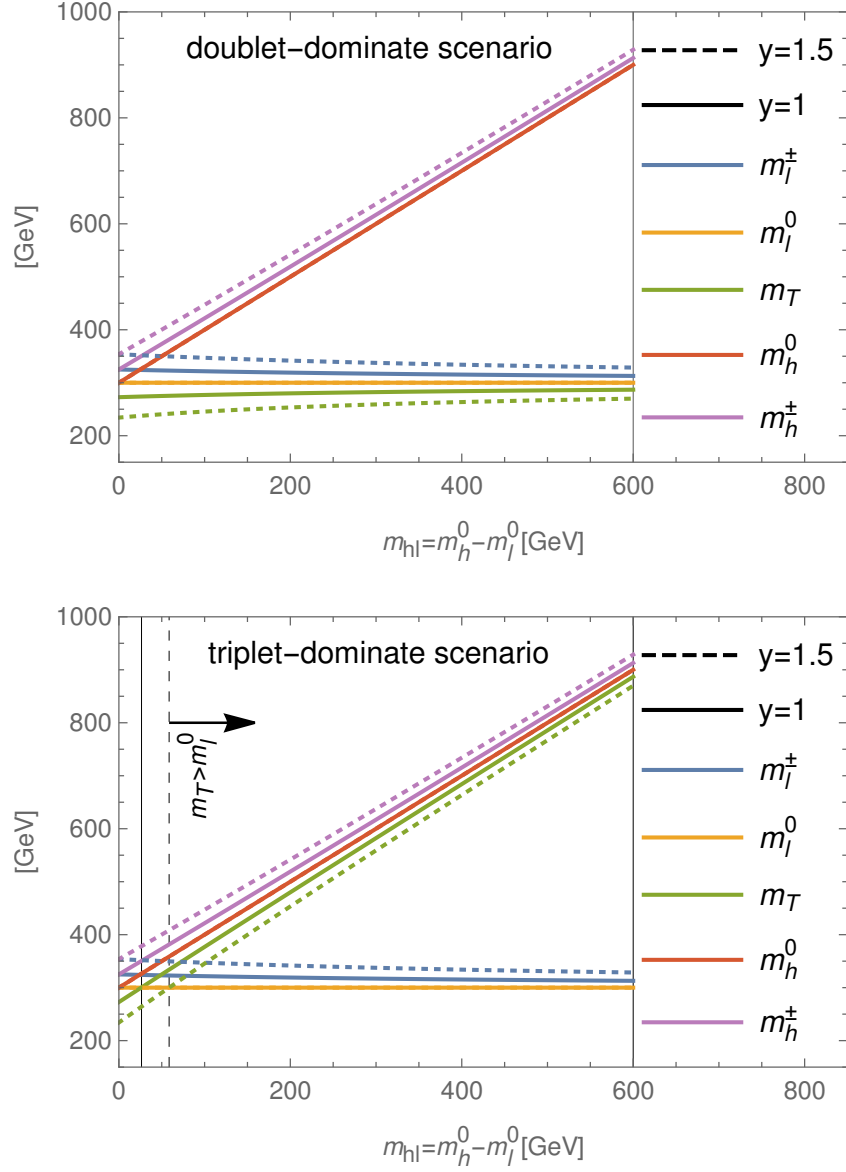 doublet-dominate scenario
1000
800
600
400
200
[GeV]
0
200
400
600
800
m_hl=m_h^0-m_l^0[GeV]
y=1.5
y=1
m_l^±
m_l^0
m_T
m_h^0
m_h^±
triplet-dominate scenario
1000
800
600
400
200
[GeV]
m_T>m_l^0
0
200
400
600
800
m_hl=m_h^0-m_l^0[GeV]
y=1.5
y=1
m_l^±
m_l^0
m_T
m_h^0
m_h^±